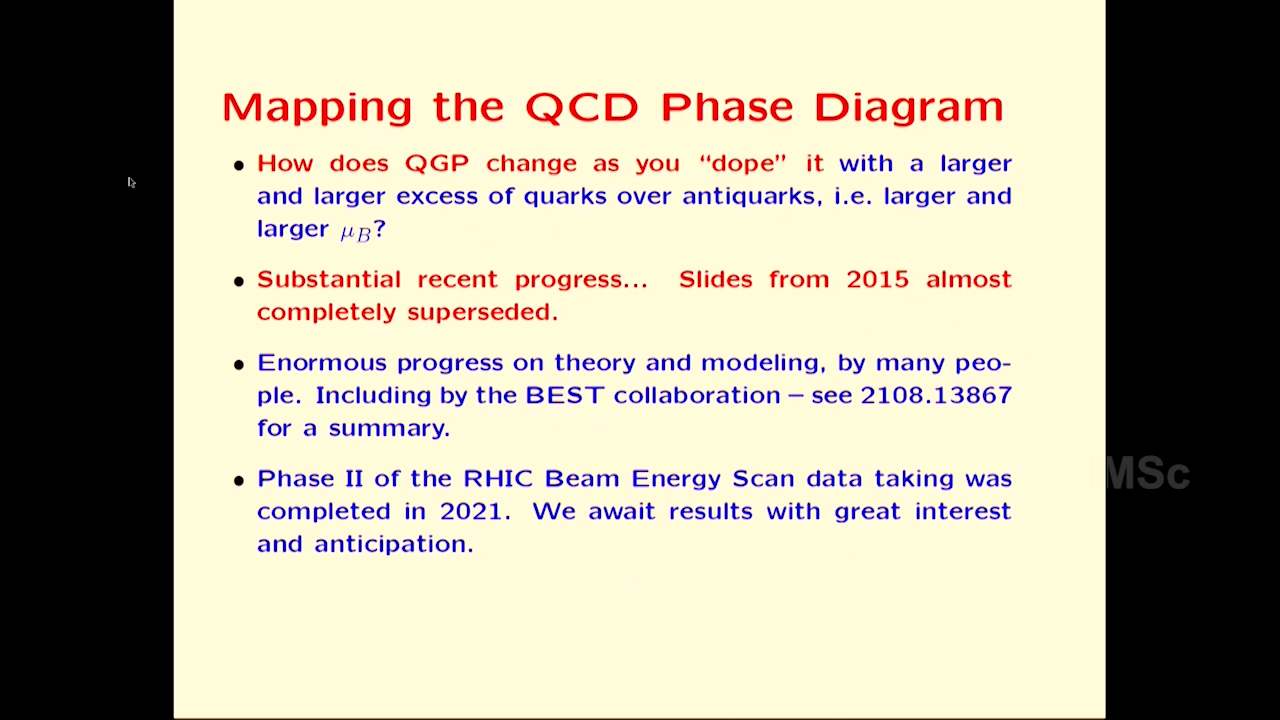 Mapping the QCD Phase Diagram
• How does QGP change as you “dope” it with a larger
and larger excess of quarks over antiquarks, i.e. larger and
larger μB?
• Substantial recent progress... Slides from 2015 almost
completely superseded.
• Enormous progress on theory and modeling, by many peo-
ple. Including by the BEST collaboration – see 2108.13867
for a summary.
• Phase II of the RHIC Beam Energy Scan data taking was
completed in 2021. We await results with great interest
and anticipation.
IMSc